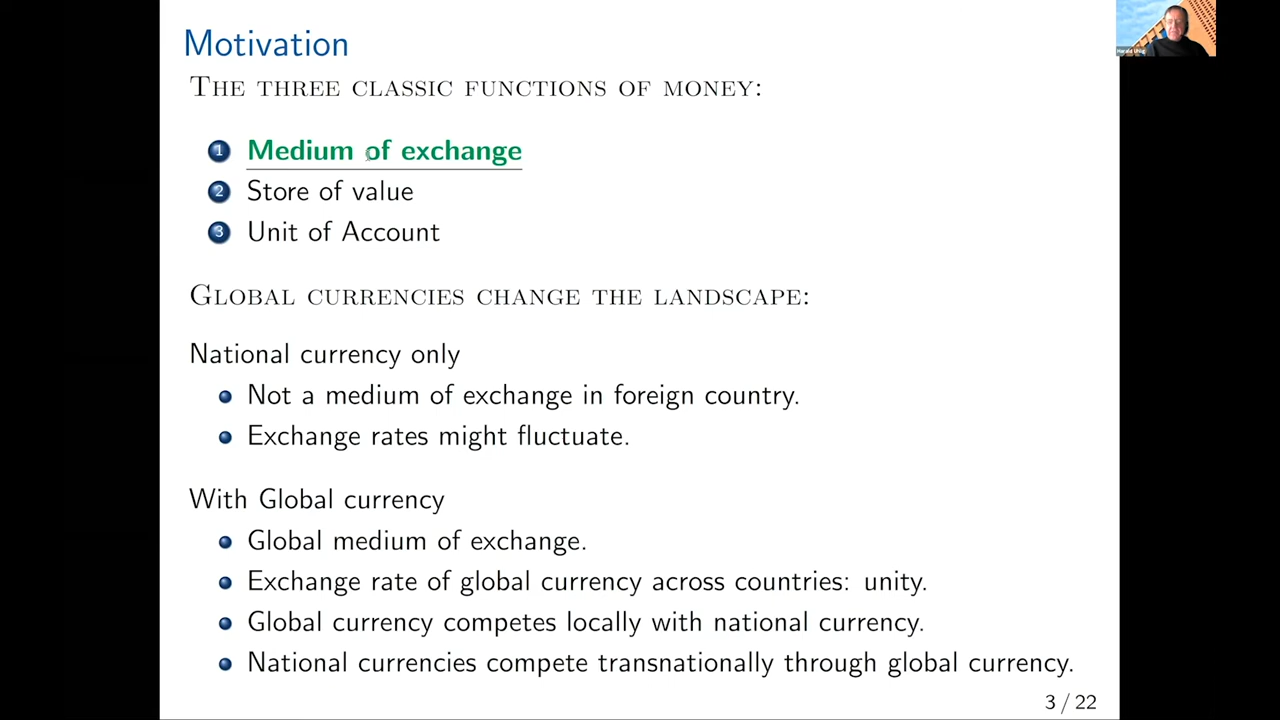 Motivation
The three classic functions of money:
1 Medium of exchange
2 Store of value
3 Unit of Account
Global currencies change the landscape:
National currency only
Not a medium of exchange in foreign country.
Exchange rates might fluctuate.
With Global currency
Global medium of exchange.
Exchange rate of global currency across countries: unity.
Global currency competes locally with national currency.
National currencies compete transnationally through global currency.
3 / 22
Harald Uhlig